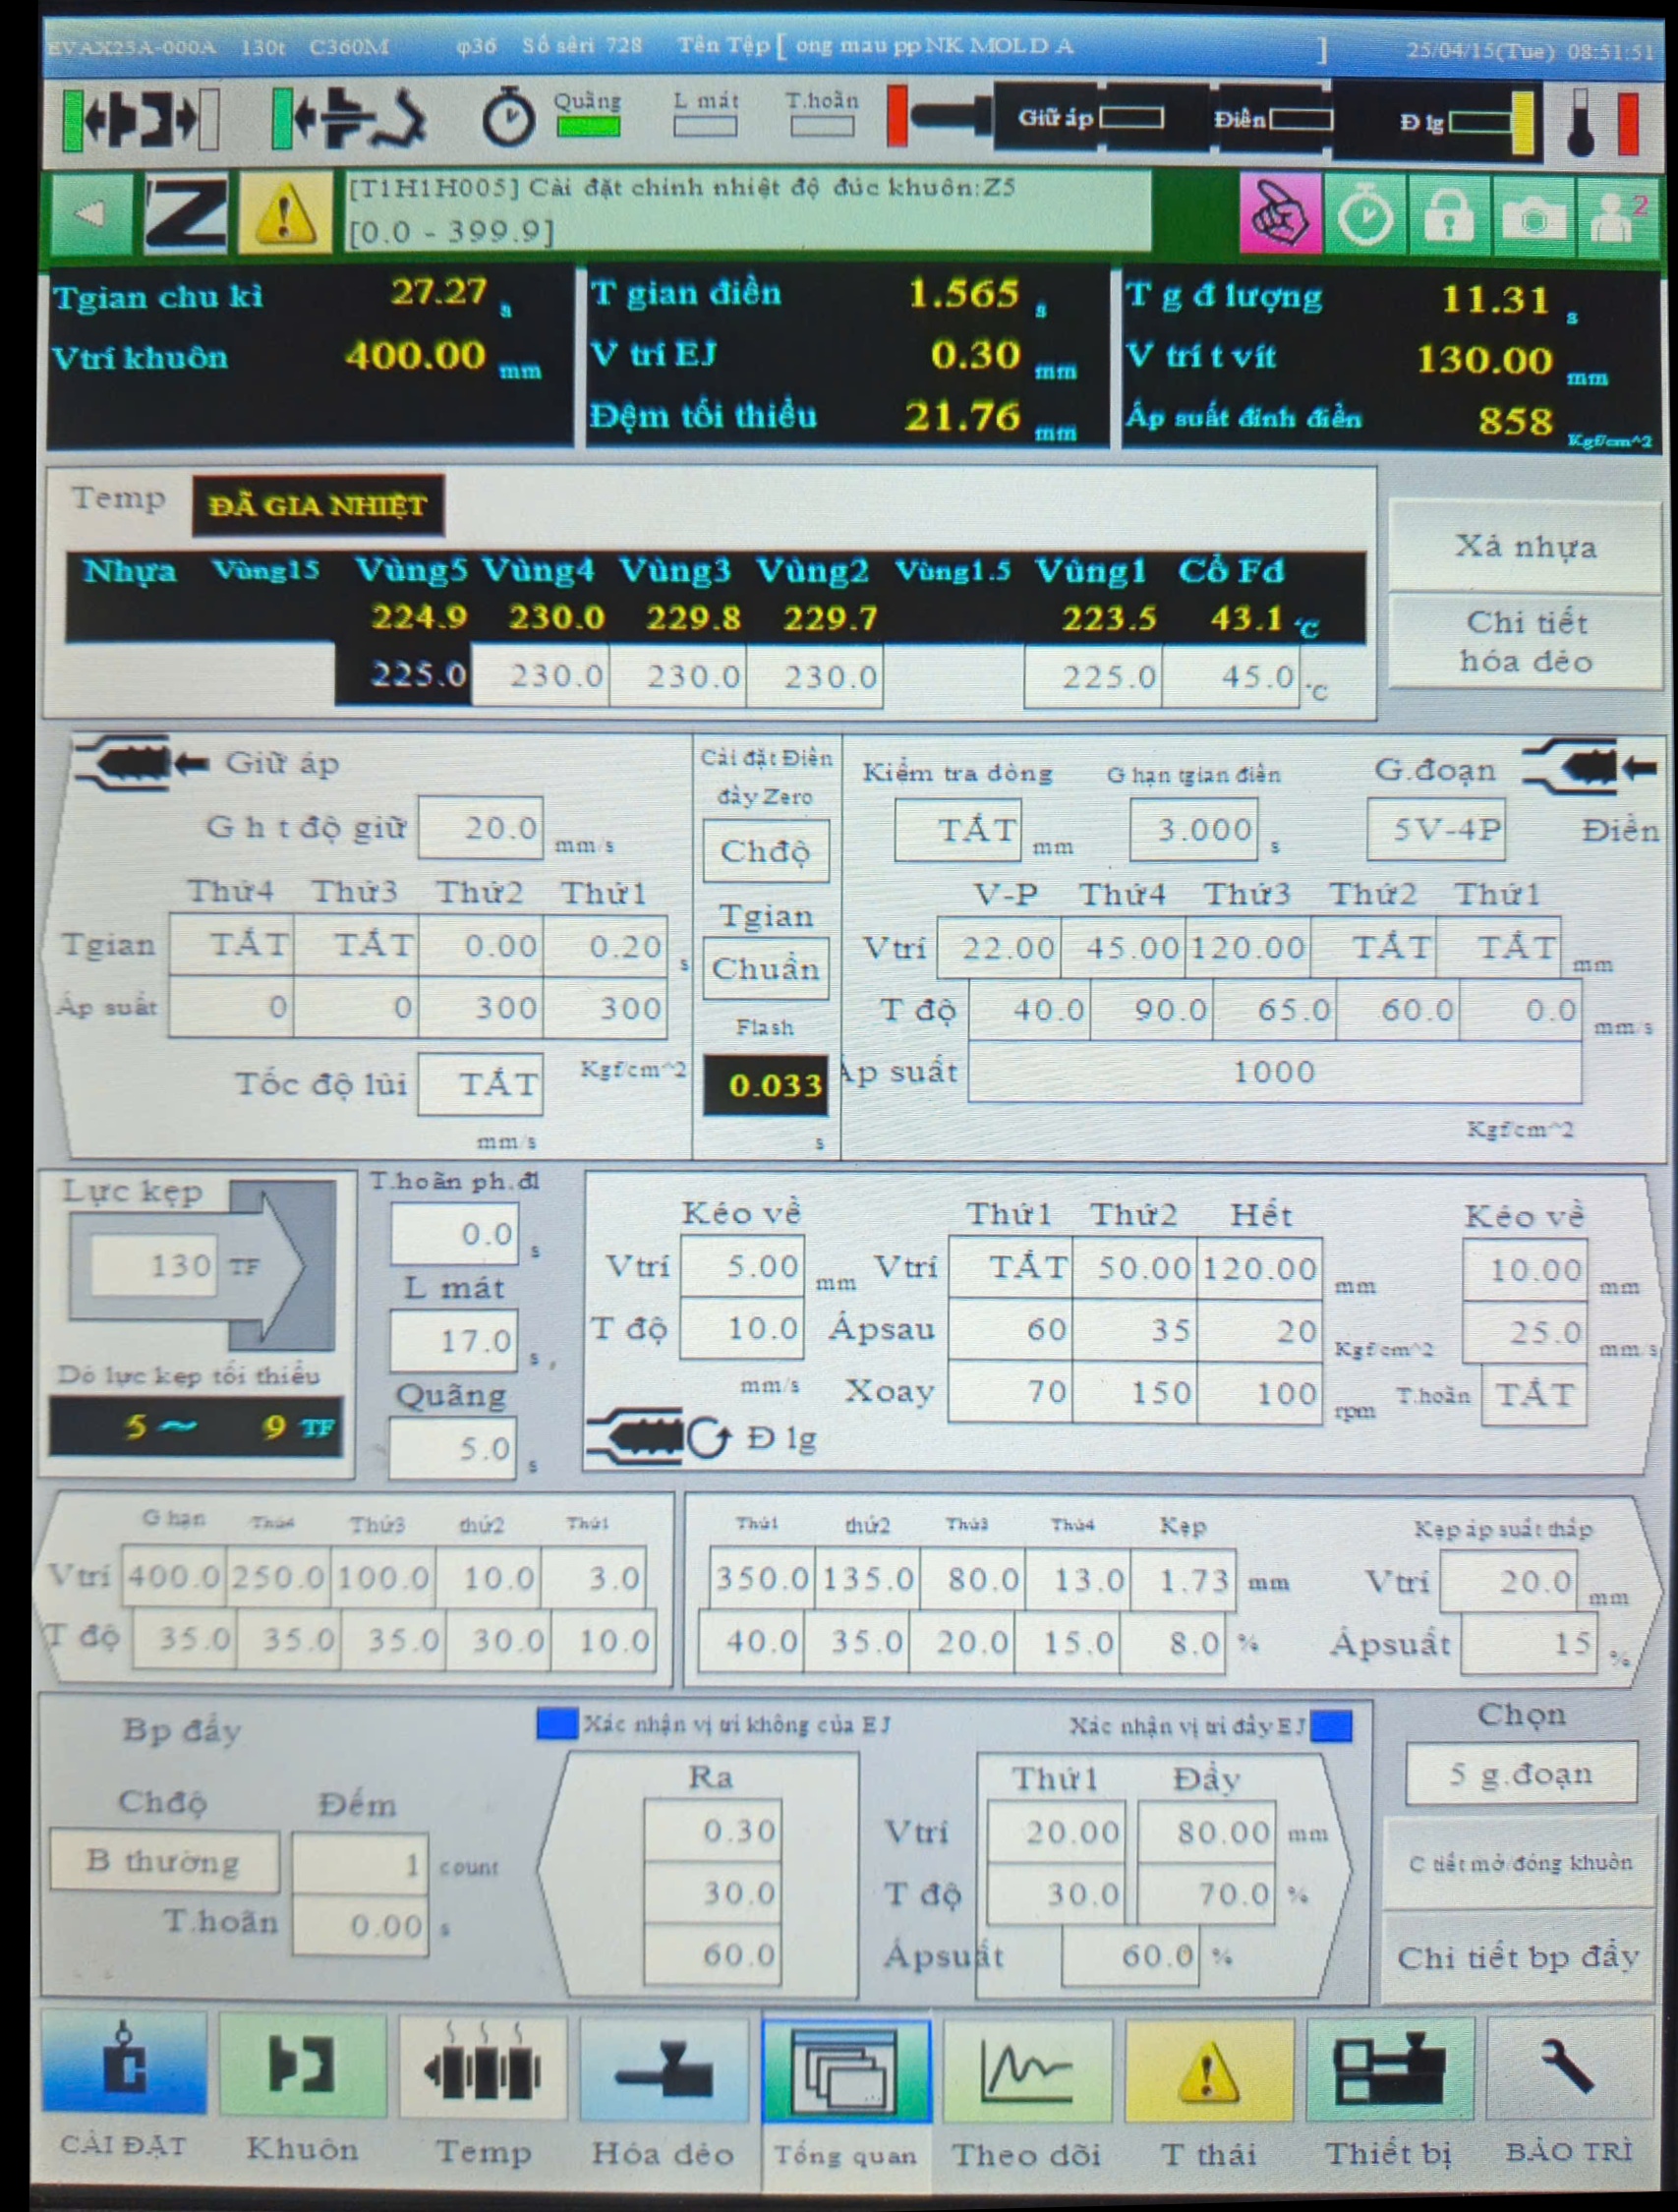 EVAX25A-000A 130t C360M φ36 Số sêri 728 Tên Tệp [ ong mau pp NK MOLD A ] 25/04/15(Tue) 08:51:51
Quãng L mát T.hoãn Giữ áp Điền Đ lg
[T1H1H005] Cài đặt chỉnh nhiệt độ đúc khuôn:Z5
[0.0 - 399.9]
2
Tgian chu kì 27.27 s T gian điền 1.565 s T g đ lượng 11.31 s
Vtrí khuôn 400.00 mm V trí EJ 0.30 mm V trí t vít 130.00 mm
Đệm tối thiểu 21.76 mm Áp suất đỉnh điền 858 Kgf/cm^2
Temp ĐÃ GIA NHIỆT
Xả nhựa
Nhựa Vùng15 Vùng5 Vùng4 Vùng3 Vùng2 Vùng1.5 Vùng1 Cổ Fd
224.9 230.0 229.8 229.7 223.5 43.1 °C
225.0 230.0 230.0 230.0 225.0 45.0 °C
Chi tiết
hóa dẻo
Giữ áp
G h t độ giữ 20.0 mm/s
Thứ4 Thứ3 Thứ2 Thứ1
Tgian TẮT TẮT 0.00 0.20 s
Áp suất 0 0 300 300
Kgf/cm^2
Tốc độ lùi TẮT
mm/s
Cài đặt Điền
đầy Zero
Chđộ
Tgian
Chuẩn
Flash
0.033
s
Kiểm tra dòng G hạn tgian điền G.đoạn
TẮT mm 3.000 s 5V-4P Điền
V-P Thứ4 Thứ3 Thứ2 Thứ1
Vtrí 22.00 45.00 120.00 TẮT TẮT mm
T độ 40.0 90.0 65.0 60.0 0.0 mm/s
Áp suất 1000
Kgf/cm^2
Lực kẹp
130 TF
Dò lực kẹp tối thiểu
5 ~ 9 TF
T.hoãn ph.đl
0.0 s
L mát
17.0 s
Quãng
5.0 s
Kéo về Thứ1 Thứ2 Hết Kéo về
Vtrí 5.00 mm Vtrí TẮT 50.00 120.00 mm 10.00 mm
T độ 10.0 Ápsau 60 35 20 Kgf/cm^2 25.0 mm/s
mm/s Xoay 70 150 100 rpm T.hoãn TẮT
Đ lg
G hạn Thứ4 Thứ3 thứ2 Thứ1
Vtrí 400.0 250.0 100.0 10.0 3.0
T độ 35.0 35.0 35.0 30.0 10.0
Thứ1 thứ2 Thứ3 Thứ4 Kẹp Kẹp áp suất thấp
350.0 135.0 80.0 13.0 1.73 mm Vtrí 20.0 mm
40.0 35.0 20.0 15.0 8.0 % Ápsuất 15 %
Bp đẩy
Xác nhận vị trí không của EJ Xác nhận vị trí đẩy EJ
Chđộ Đếm
B thường 1 count
T.hoãn 0.00 s
Ra Thứ1 Đẩy
0.30 Vtrí 20.00 80.00 mm
30.0 T độ 30.0 70.0 %
60.0 Ápsuất 60.0 %
Chọn
5 g.đoạn
C tiết mở/đóng khuôn
Chi tiết bp đẩy
CÀI ĐẶT Khuôn Temp Hóa dẻo Tổng quan Theo dõi T thái Thiết bị BẢO TRÌ